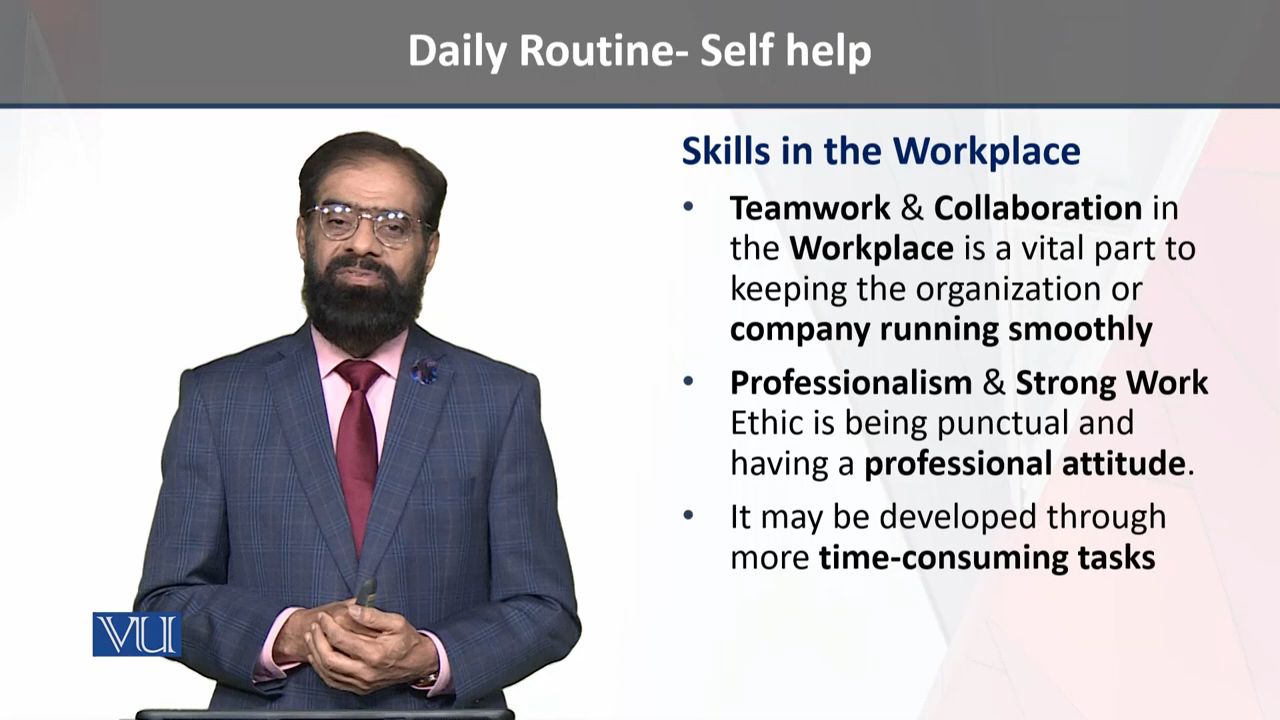 Daily Routine- Self help
Skills in the Workplace
• Teamwork & Collaboration in
the Workplace is a vital part to
keeping the organization or
company running smoothly
• Professionalism & Strong Work
Ethic is being punctual and
having a professional attitude.
• It may be developed through
more time-consuming tasks
VU